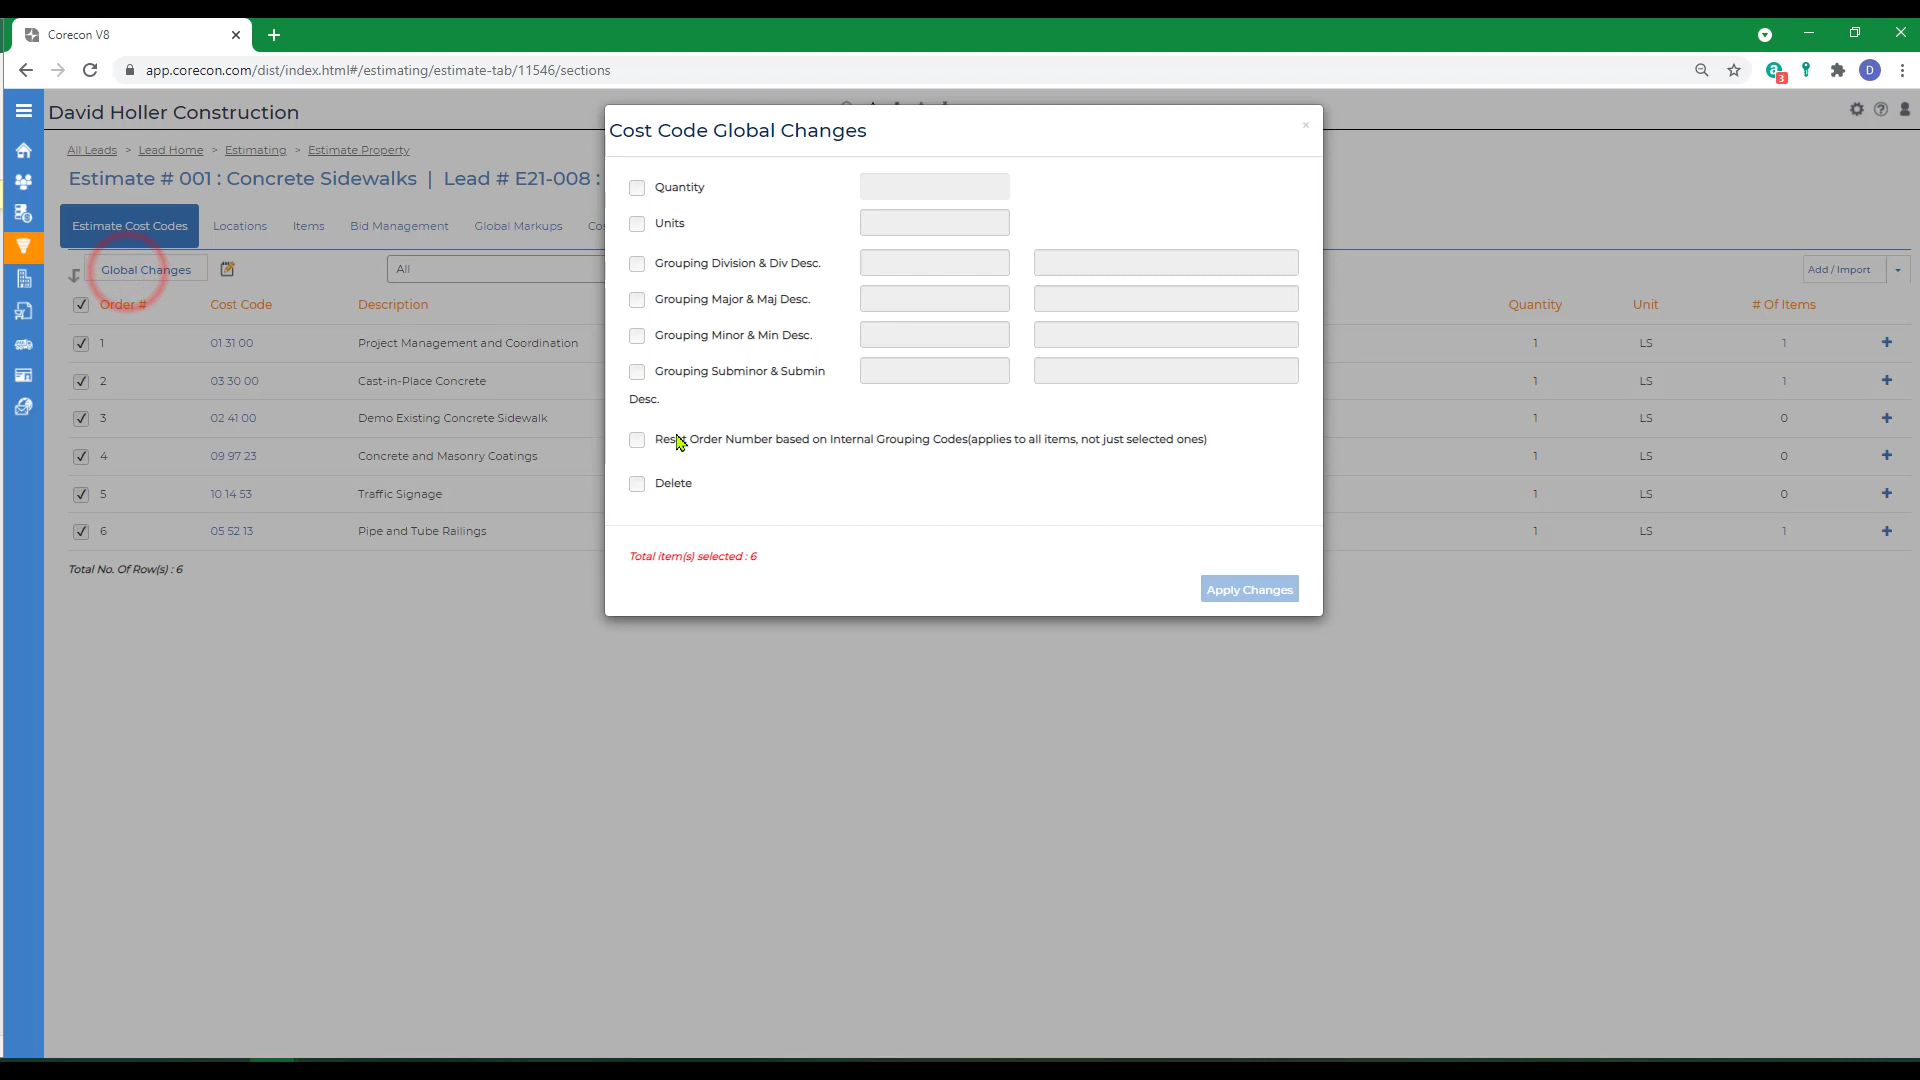 Corecon V8
app.corecon.com/dist/index.html#/estimating/estimate-tab/11546/sections
3
D
David Holler Construction
All Leads > Lead Home > Estimating > Estimate Property
Estimate # 001 : Concrete Sidewalks | Lead # E21-008 :
Estimate Cost Codes Locations Items Bid Management Global Markups
Global Changes All Add / Import
Order # Cost Code Description Quantity Unit # Of Items
1 01 31 00 Project Management and Coordination 1 LS 1
2 03 30 00 Cast-in-Place Concrete 1 LS 1
3 02 41 00 Demo Existing Concrete Sidewalk 1 LS 0
4 09 97 23 Concrete and Masonry Coatings 1 LS 0
5 10 14 53 Traffic Signage 1 LS 0
6 05 52 13 Pipe and Tube Railings 1 LS 1
Total No. Of Row(s) : 6
Cost Code Global Changes
Quantity
Units
Grouping Division & Div Desc.
Grouping Major & Maj Desc.
Grouping Minor & Min Desc.
Grouping Subminor & Submin
Desc.
Reset Order Number based on Internal Grouping Codes(applies to all items, not just selected ones)
Delete
Total item(s) selected : 6
Apply Changes